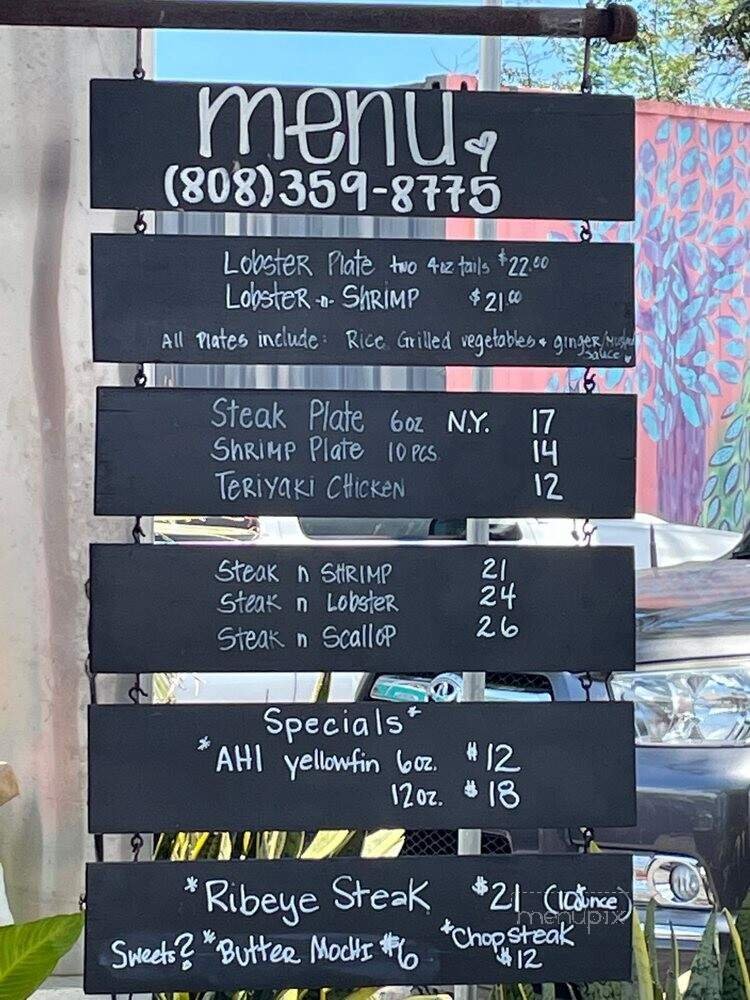 menu
(808)359-8775
Lobster Plate two 4oz tails $22.00
Lobster -n- Shrimp $21.00
All Plates include: Rice Grilled vegetables + ginger/
sauce
Steak Plate 6oz N.Y. 17
Shrimp Plate 10 pcs. 14
Teriyaki Chicken 12
Steak n Shrimp 21
Steak n Lobster 24
Steak n Scallop 26
Specials*
*AHI yellowfin 6oz. $12
12oz. $18
*Ribeye Steak $21 (10ounce)
menupix
*Chop steak
Sweets? *Butter Mochi $6
$12